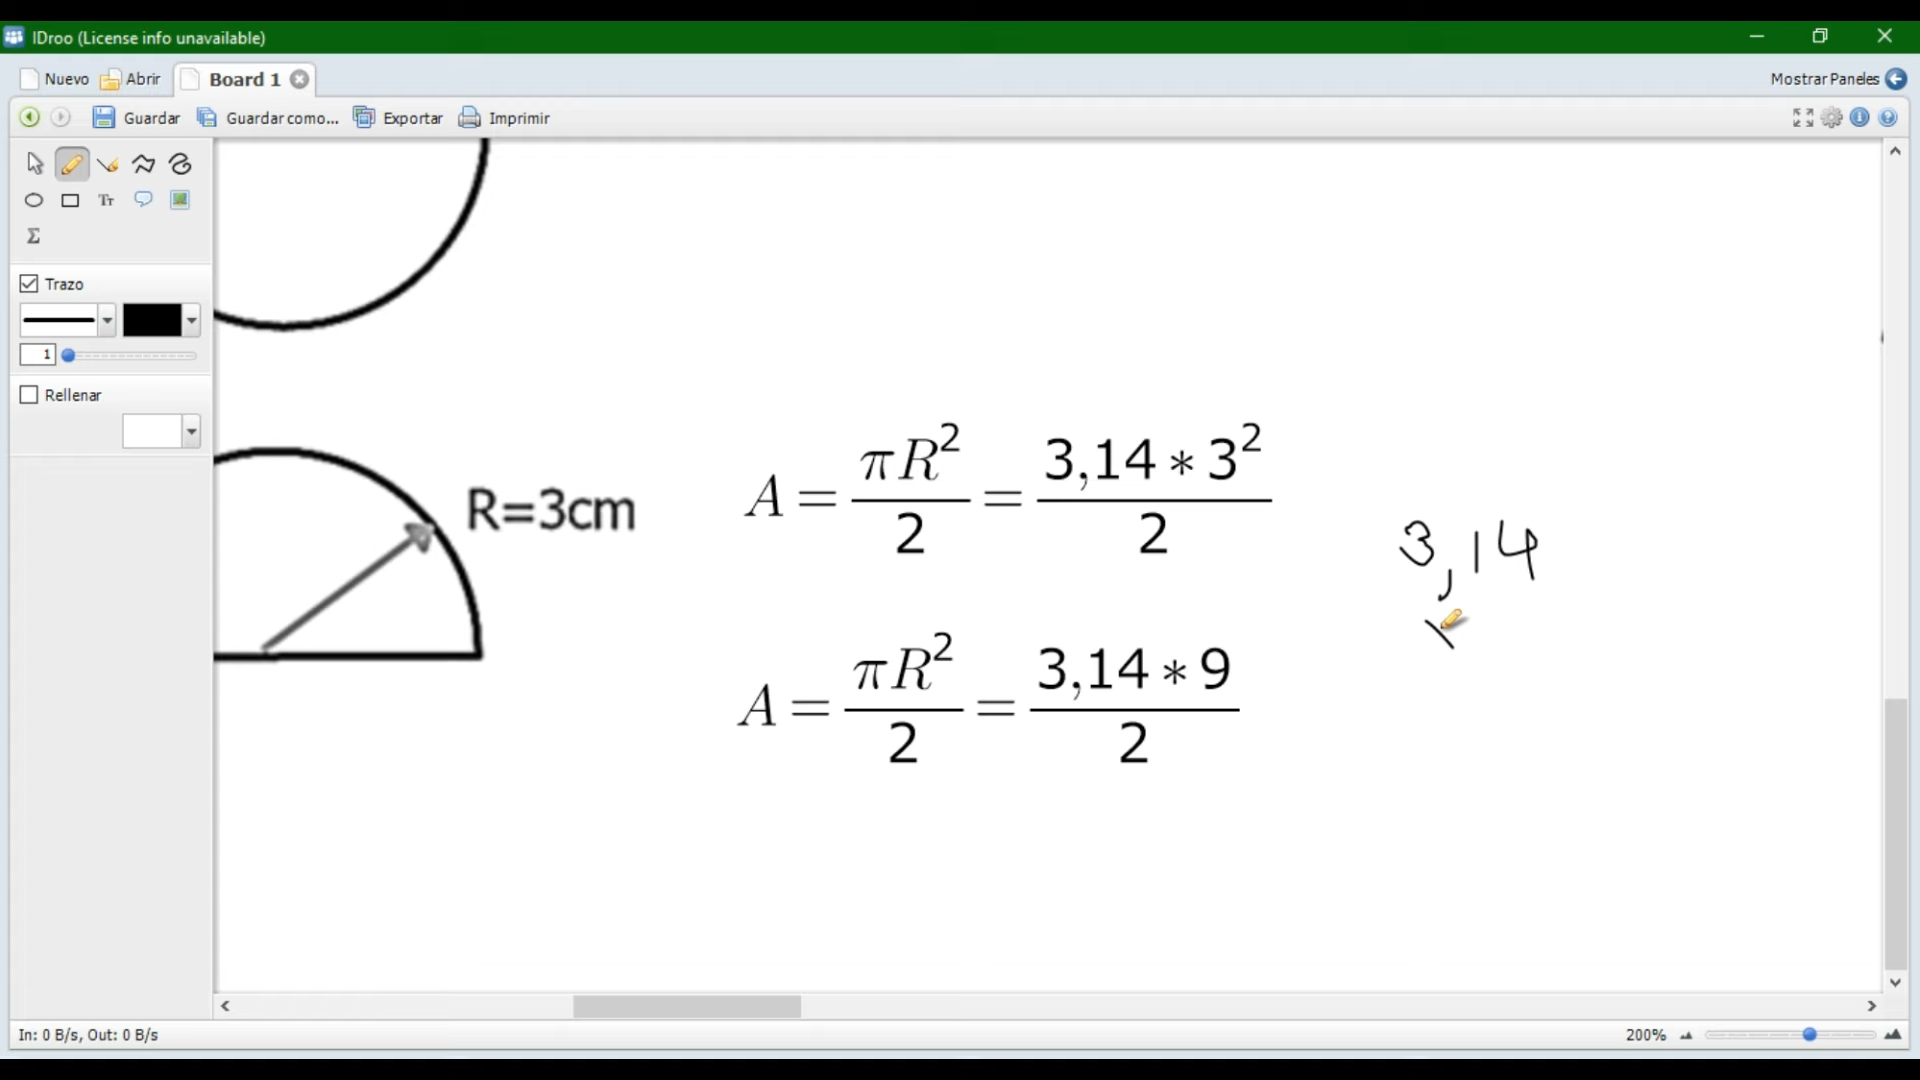 IDroo (License info unavailable)
Nuevo Abrir Board 1 Mostrar Paneles
Guardar Guardar como... Exportar Imprimir
Tr
Σ
Trazo
1
Rellenar
R=3cm
A = πR²/2 = 3,14 * 3²/2
3,14
A = πR²/2 = 3,14 * 9/2
In: 0 B/s, Out: 0 B/s 200%